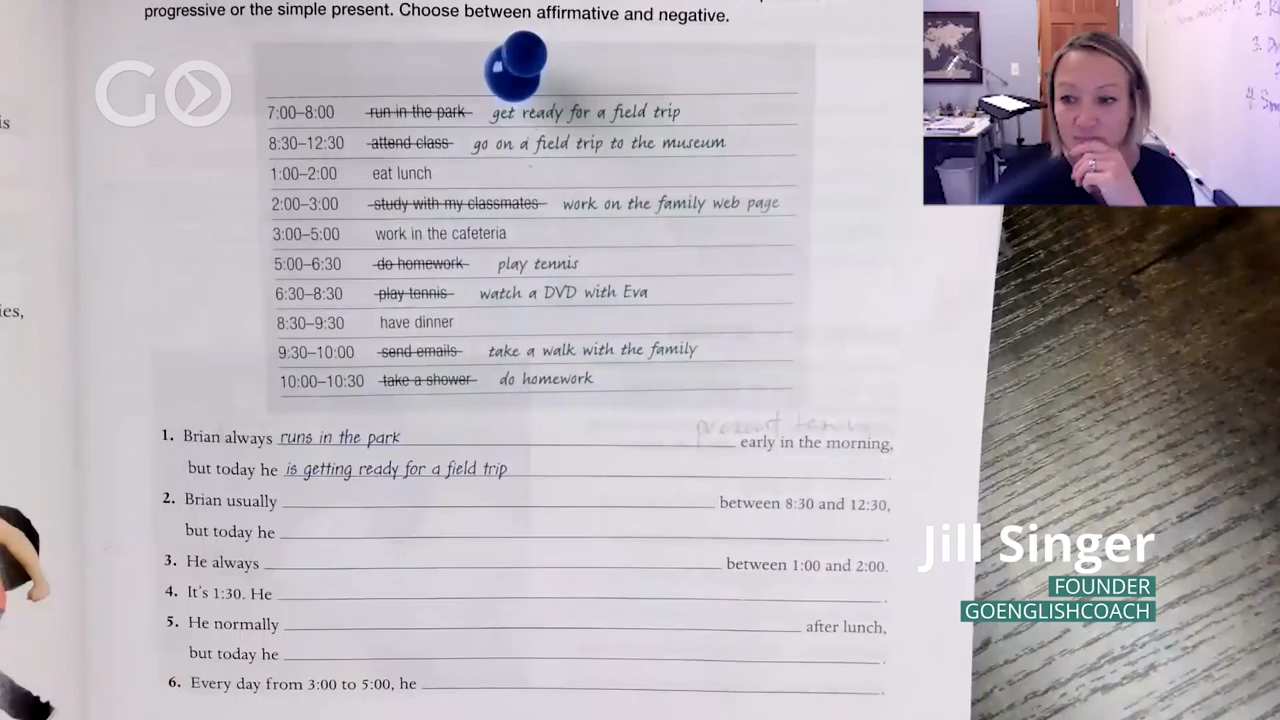 progressive or the simple present. Choose between affirmative and negative.
GO
is
7:00–8:00 run in the park get ready for a field trip
8:30–12:30 attend class go on a field trip to the museum
1:00–2:00 eat lunch
2:00–3:00 study with my classmates work on the family web page
3:00–5:00 work in the cafeteria
5:00–6:30 do homework play tennis
6:30–8:30 play tennis watch a DVD with Eva
8:30–9:30 have dinner
9:30–10:00 send emails take a walk with the family
10:00–10:30 take a shower do homework
ies,
present
1. Brian always runs in the park early in the morning,
but today he is getting ready for a field trip .
2. Brian usually between 8:30 and 12:30,
but today he .
3. He always between 1:00 and 2:00.
4. It's 1:30. He .
5. He normally after lunch,
but today he .
6. Every day from 3:00 to 5:00, he .
Jill Singer
FOUNDER
GOENGLISHCOACH